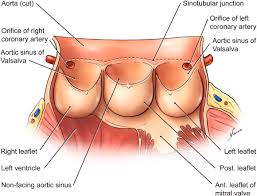 Aorta (cut)
Sinotubular junction
Orifice of right
coronary artery
Orifice of left
coronary artery
Aortic sinus
of Valsalva
Aortic sinus of
Valsalva
Right leaflet
Left leaflet
Left ventricle
Post. leaflet
Non-facing aortic sinus
Ant. leaflet of
mitral valve